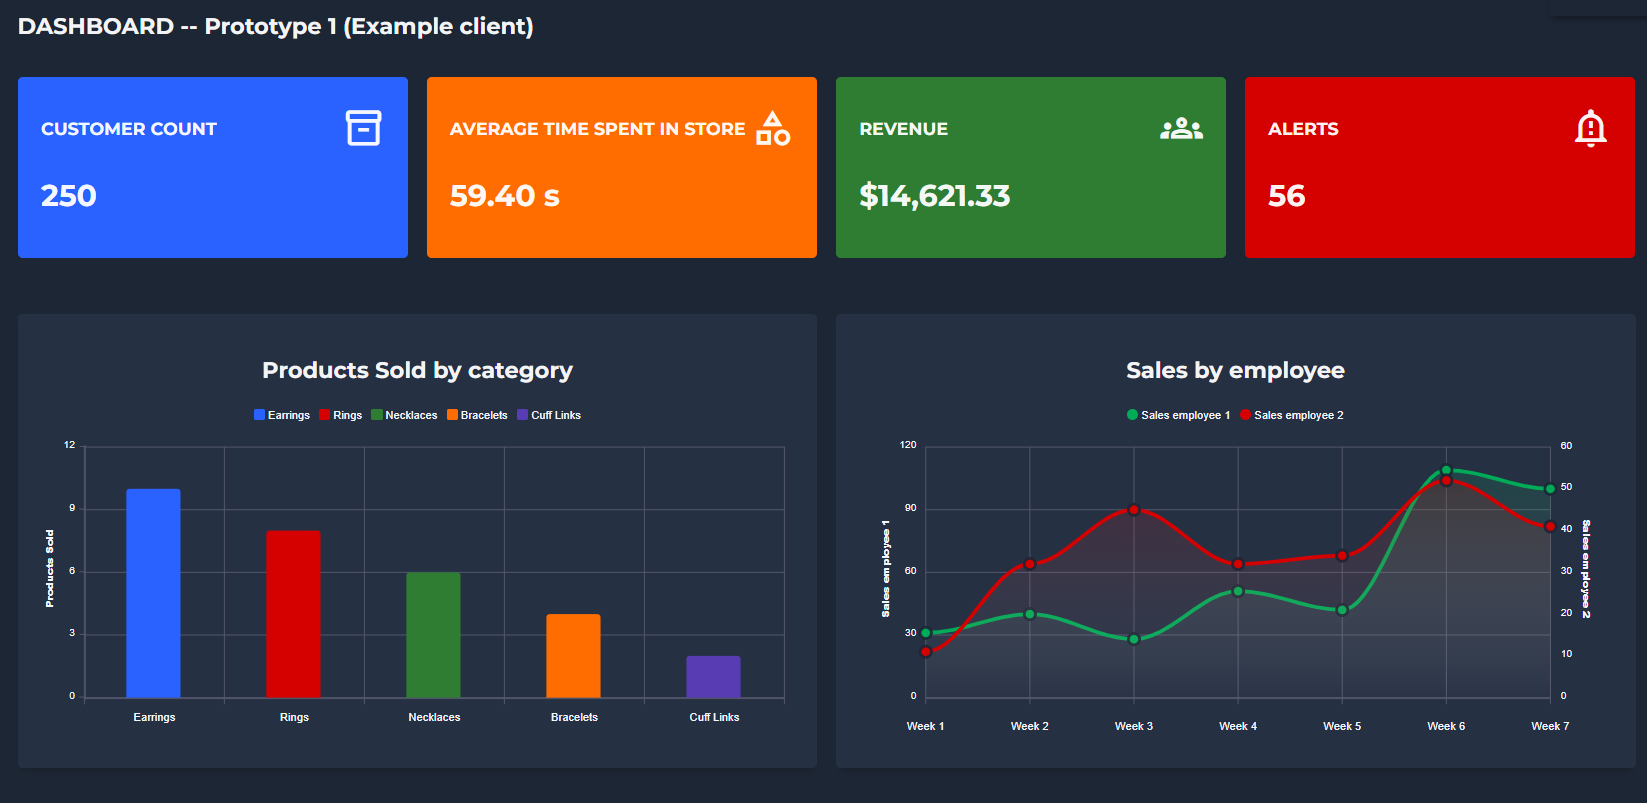 DASHBOARD -- Prototype 1 (Example client)
CUSTOMER COUNT
250
AVERAGE TIME SPENT IN STORE
59.40 s
REVENUE
$14,621.33
ALERTS
56
Products Sold by category
Earrings Rings Necklaces Bracelets Cuff Links
Products Sold
12
9
6
3
0
Earrings Rings Necklaces Bracelets Cuff Links
Sales by employee
Sales employee 1 Sales employee 2
Sales employee 1
120
90
60
30
0
60
50
40
30
20
10
0
Sales employee 2
Week 1 Week 2 Week 3 Week 4 Week 5 Week 6 Week 7